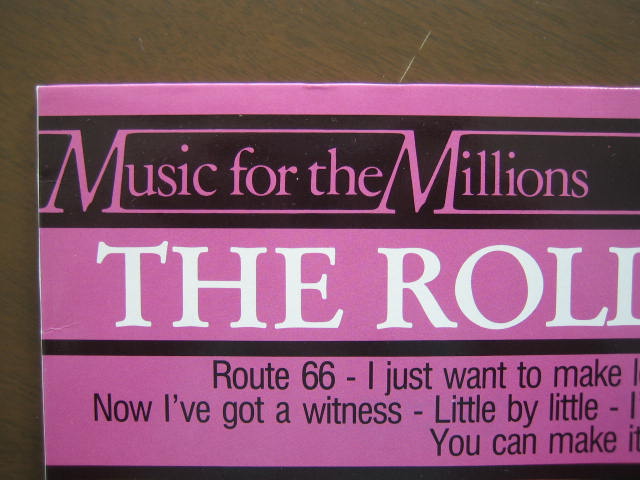 Music for the Millions
THE ROLL
Route 66 - I just want to make l
Now I've got a witness - Little by little - I
You can make it